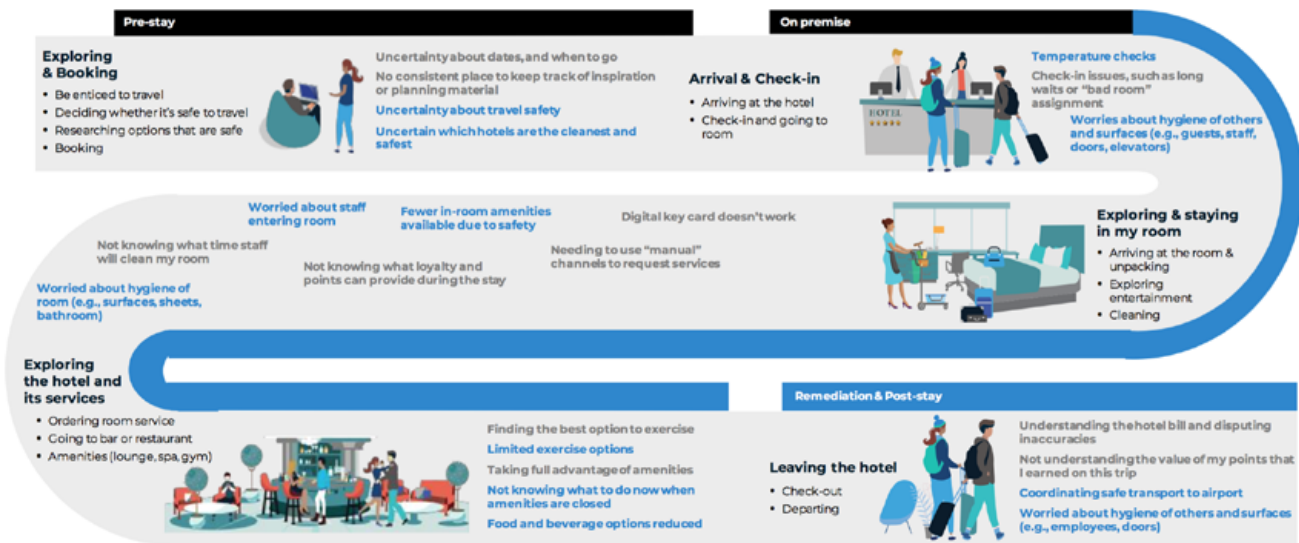 Pre-stay
On premise
Exploring
& Booking
• Be enticed to travel
• Deciding whether it's safe to travel
• Researching options that are safe
• Booking
Uncertainty about dates, and when to go
No consistent place to keep track of inspiration
or planning material
Uncertainty about travel safety
Uncertain which hotels are the cleanest and
safest
Arrival & Check-in
• Arriving at the hotel
• Check-in and going to
room
HOTEL
Temperature checks
Check-in issues, such as long
waits or "bad room"
assignment
Worries about hygiene of others
and surfaces (e.g., guests, staff,
doors, elevators)
Exploring & staying
in my room
• Arriving at the room &
unpacking
• Exploring
entertainment
• Cleaning
Digital key card doesn't work
Needing to use "manual"
channels to request services
Fewer in-room amenities
available due to safety
Not knowing what loyalty and
points can provide during the stay
Worried about staff
entering room
Not knowing what time staff
will clean my room
Worried about hygiene of
room (e.g., surfaces, sheets,
bathroom)
Exploring
the hotel and
its services
• Ordering room service
• Going to bar or restaurant
• Amenities (lounge, spa, gym)
Finding the best option to exercise
Limited exercise options
Taking full advantage of amenities
Not knowing what to do now when
amenities are closed
Food and beverage options reduced
Remediation & Post-stay
Leaving the hotel
• Check-out
• Departing
Understanding the hotel bill and disputing
inaccuracies
Not understanding the value of my points that
I earned on this trip
Coordinating safe transport to airport
Worried about hygiene of others and surfaces
(e.g., employees, doors)